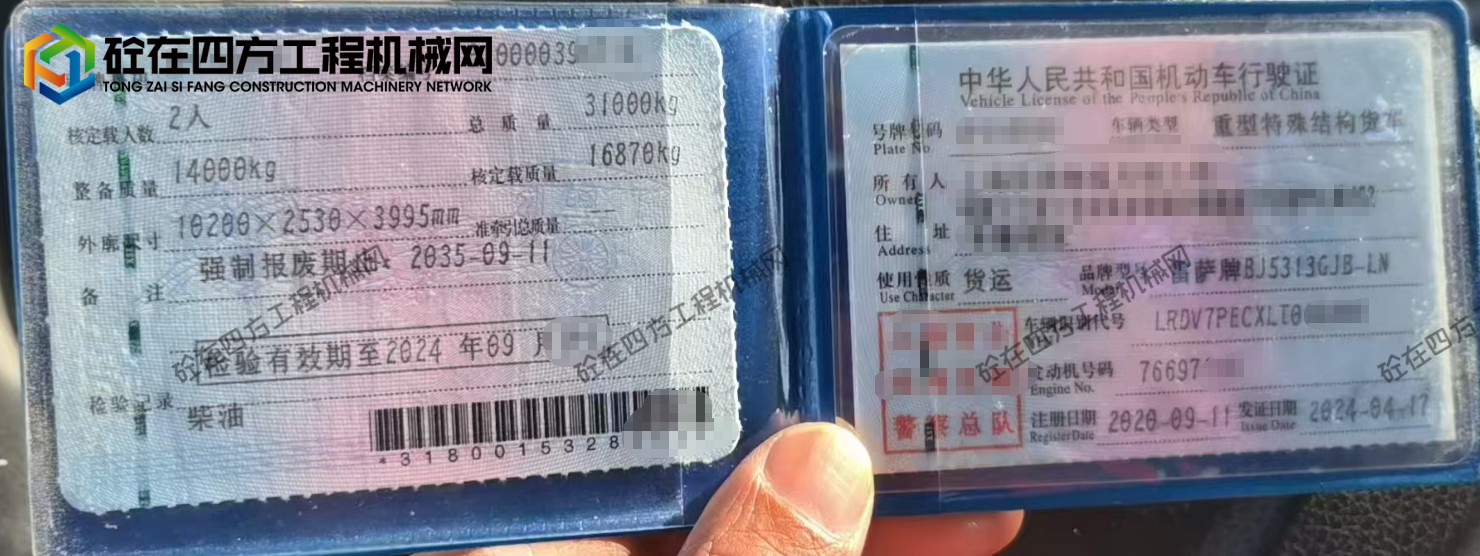 砼在四方工程机械网
TONG ZAI SI FANG CONSTRUCTION MACHINERY NETWORK
000039
核定载人数 2人 总质量 31000kg
整备质量 14000kg 核定载质量 16870kg
外廓尺寸 10200×2530×3995mm 准牵引总质量 --
备注 强制报废期止: 2035-09-11
检验有效期至2024 年09 月
检验记录
柴油
*3180015328
中华人民共和国机动车行驶证
Vehicle License of the People's Republic of China
号牌号码 车辆类型 重型特殊结构货车
Plate No.
所有人
Owner
住址
Address
使用性质 货运 品牌型号 雷萨牌BJ5313GJB-LN
Use Character Model
车辆识别代号 LRDV7PECXLT0
发动机号码 76697
Engine No.
警察总队
注册日期 2020-09-11 发证日期 2024-04-17
Register Date Issue Date
砼在四方工程机械网
砼在四方工程机械网
砼在四方